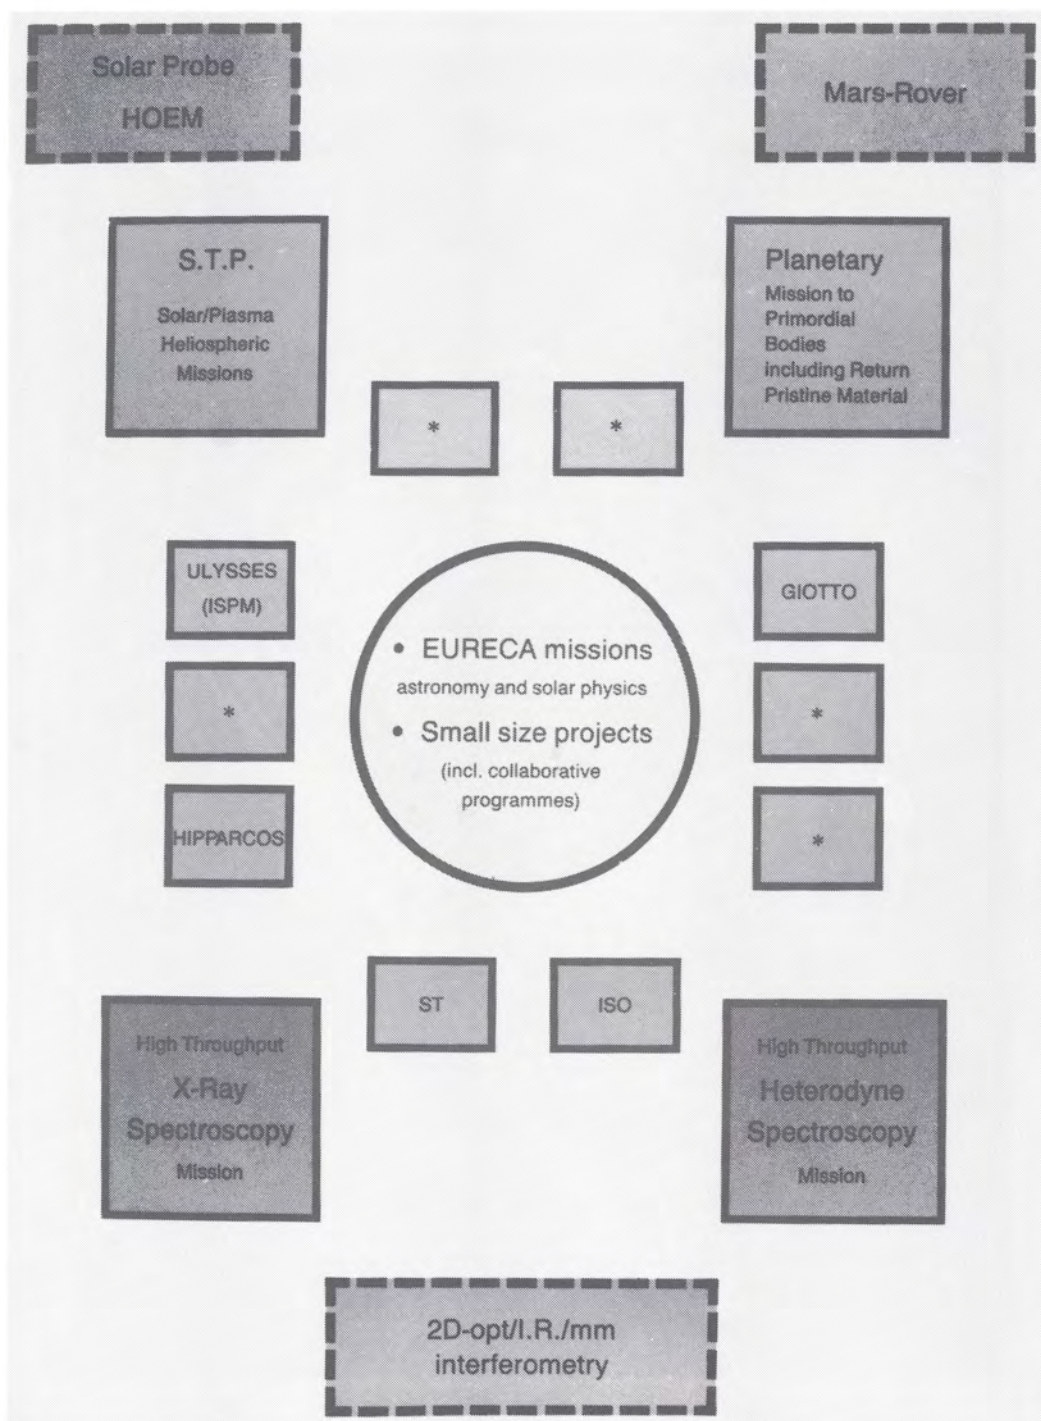 Solar Probe
HOEM
Mars-Rover
S.T.P.
Solar/Plasma
Heliospheric
Missions
Planetary
Mission to
Primordial
Bodies
including Return
Pristine Material
*
*
ULYSSES
(ISPM)
*
HIPPARCOS
• EURECA missions
astronomy and solar physics
• Small size projects
(incl. collaborative
programmes)
GIOTTO
*
*
ST
ISO
High Throughput
X-Ray
Spectroscopy
Mission
High Throughput
Heterodyne
Spectroscopy
Mission
2D-opt/I.R./mm
interferometry